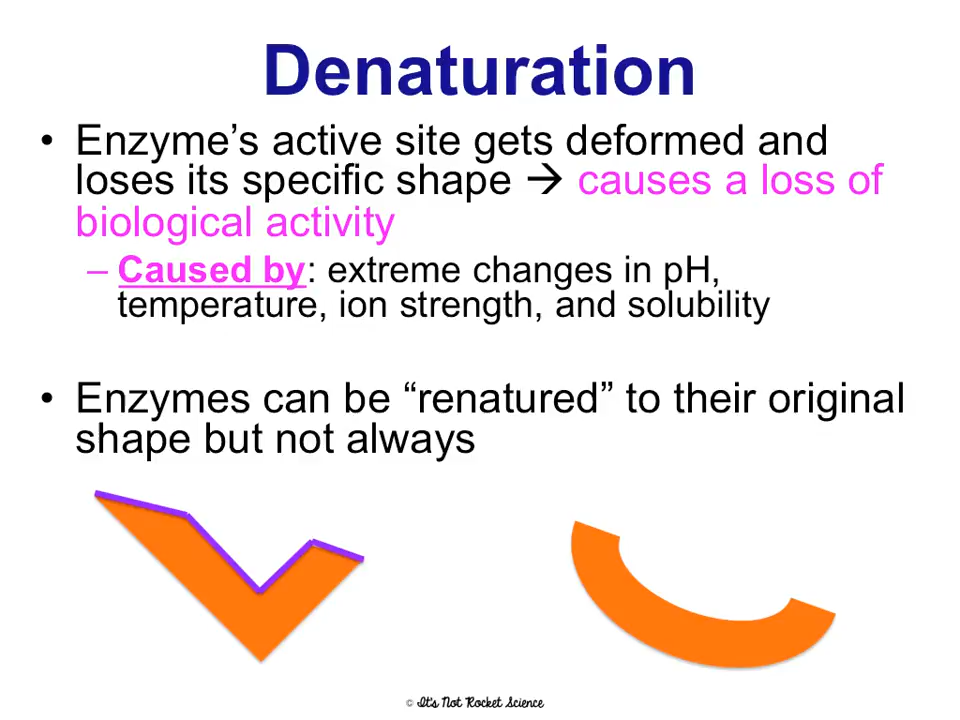 Denaturation
• Enzyme’s active site gets deformed and
loses its specific shape → causes a loss of
biological activity
– Caused by: extreme changes in pH,
temperature, ion strength, and solubility
• Enzymes can be “renatured” to their original
shape but not always
© It's Not Rocket Science